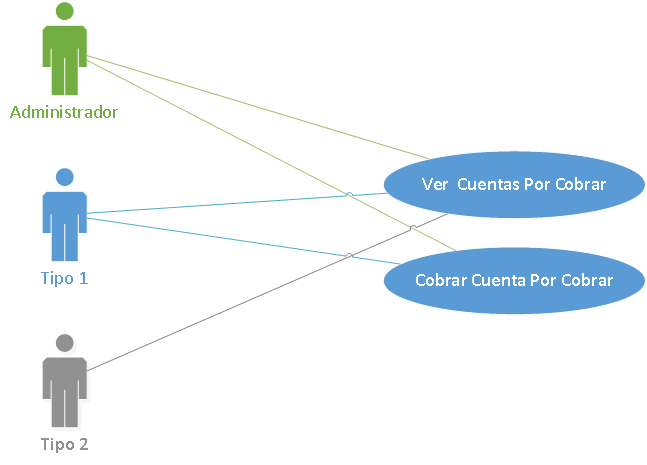 Administrador
Ver Cuentas Por Cobrar
Tipo 1
Cobrar Cuenta Por Cobrar
Tipo 2